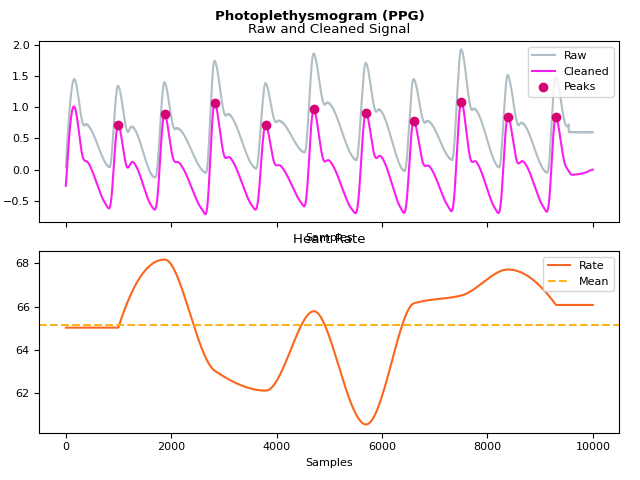 Photoplethysmogram (PPG)
Raw and Cleaned Signal
2.0
1.5
1.0
0.5
0.0
−0.5
Raw
Cleaned
Peaks
Samples
Heart Rate
68
66
64
62
Rate
Mean
0 2000 4000 6000 8000 10000
Samples